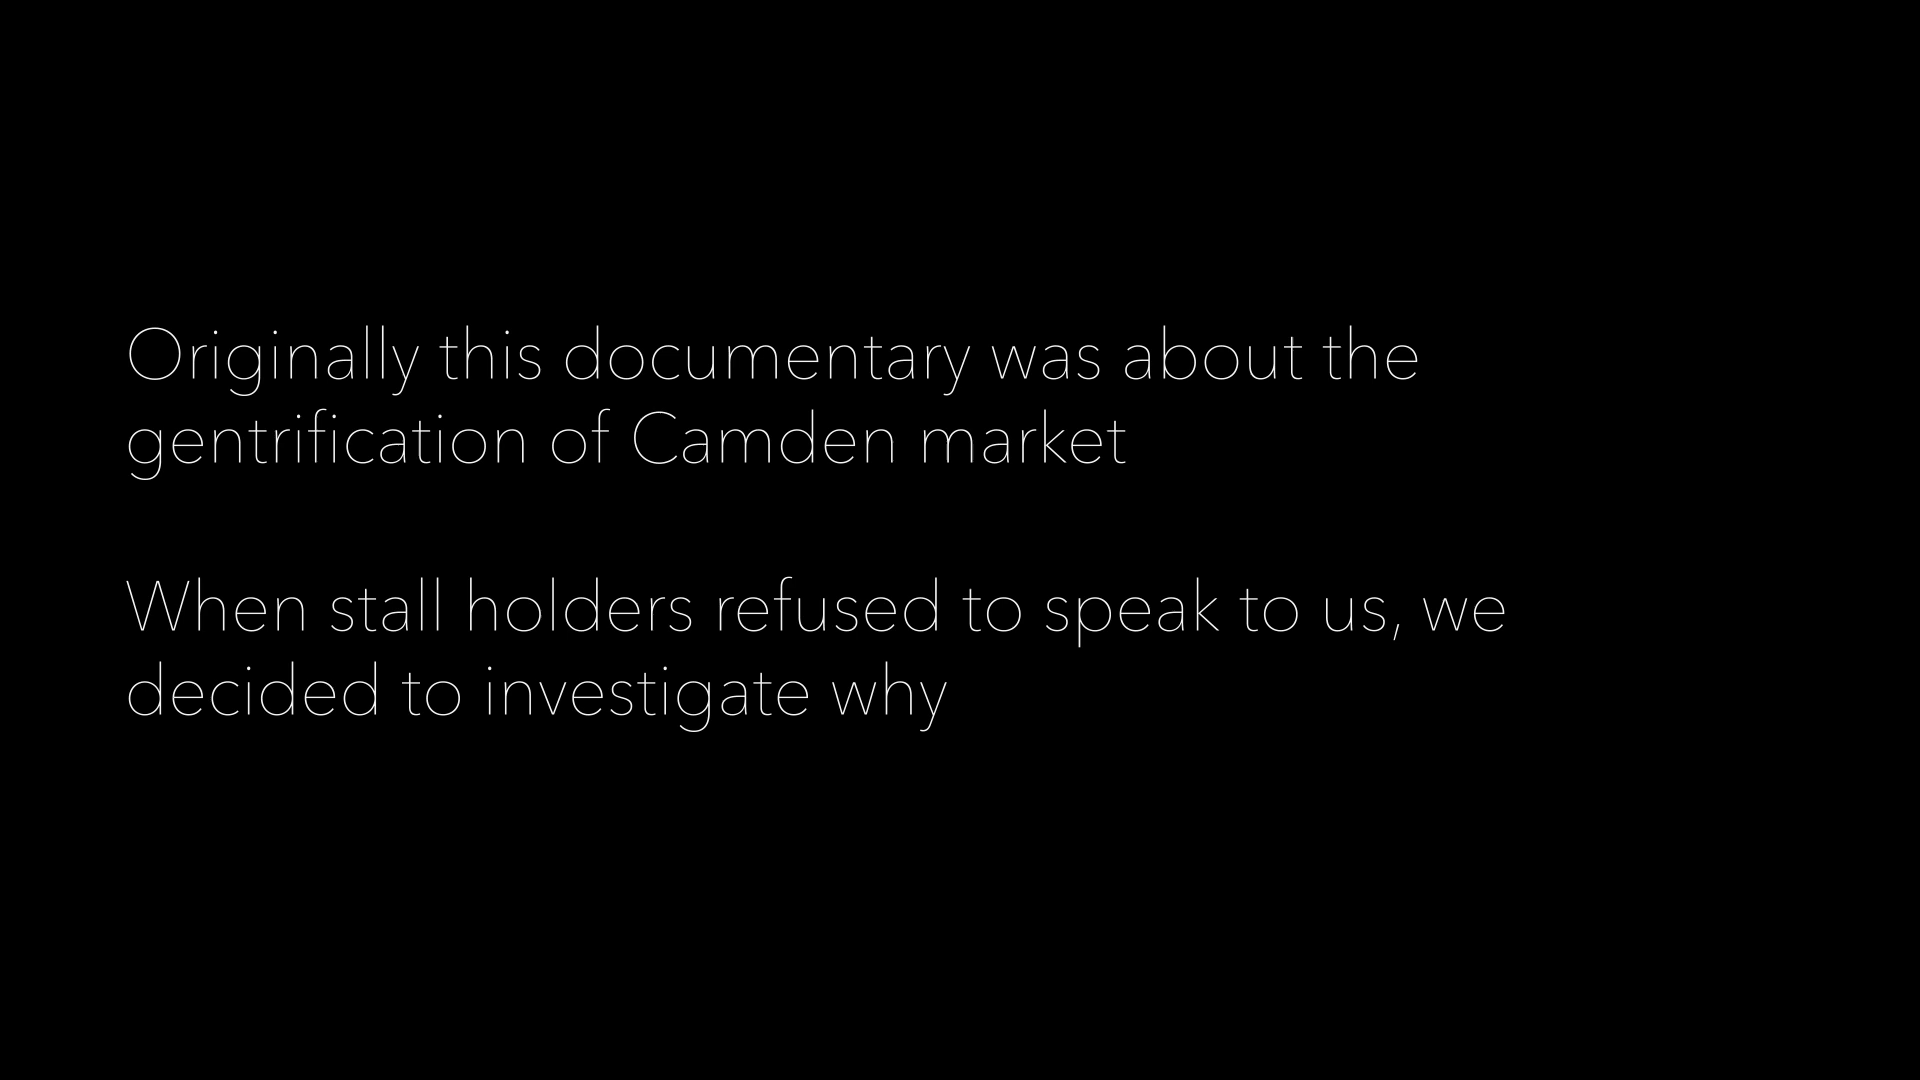 Originally this documentary was about the
gentrification of Camden market
When stall holders refused to speak to us, we
decided to investigate why